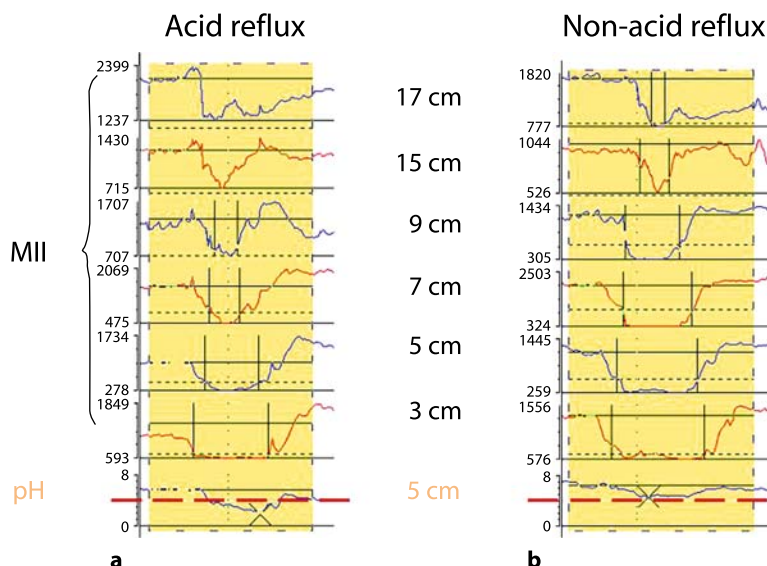 Acid reflux
Non-acid reflux
2399
1237
17 cm
1820
777
1430
715
15 cm
1044
526
1707
707
9 cm
1434
305
MII
2069
475
7 cm
2503
324
1734
278
5 cm
1445
259
1849
593
3 cm
1556
576
pH
8
0
5 cm
8
0
a
b